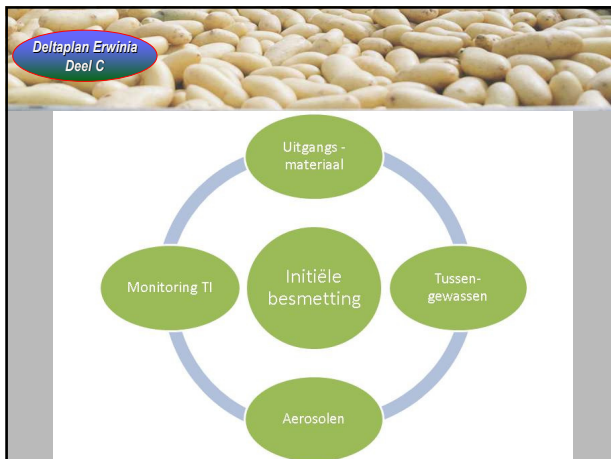 Deltaplan Erwinia
Deel C
Uitgangs -
materiaal
Monitoring TI
Initiële
besmetting
Tussen-
gewassen
Aerosolen